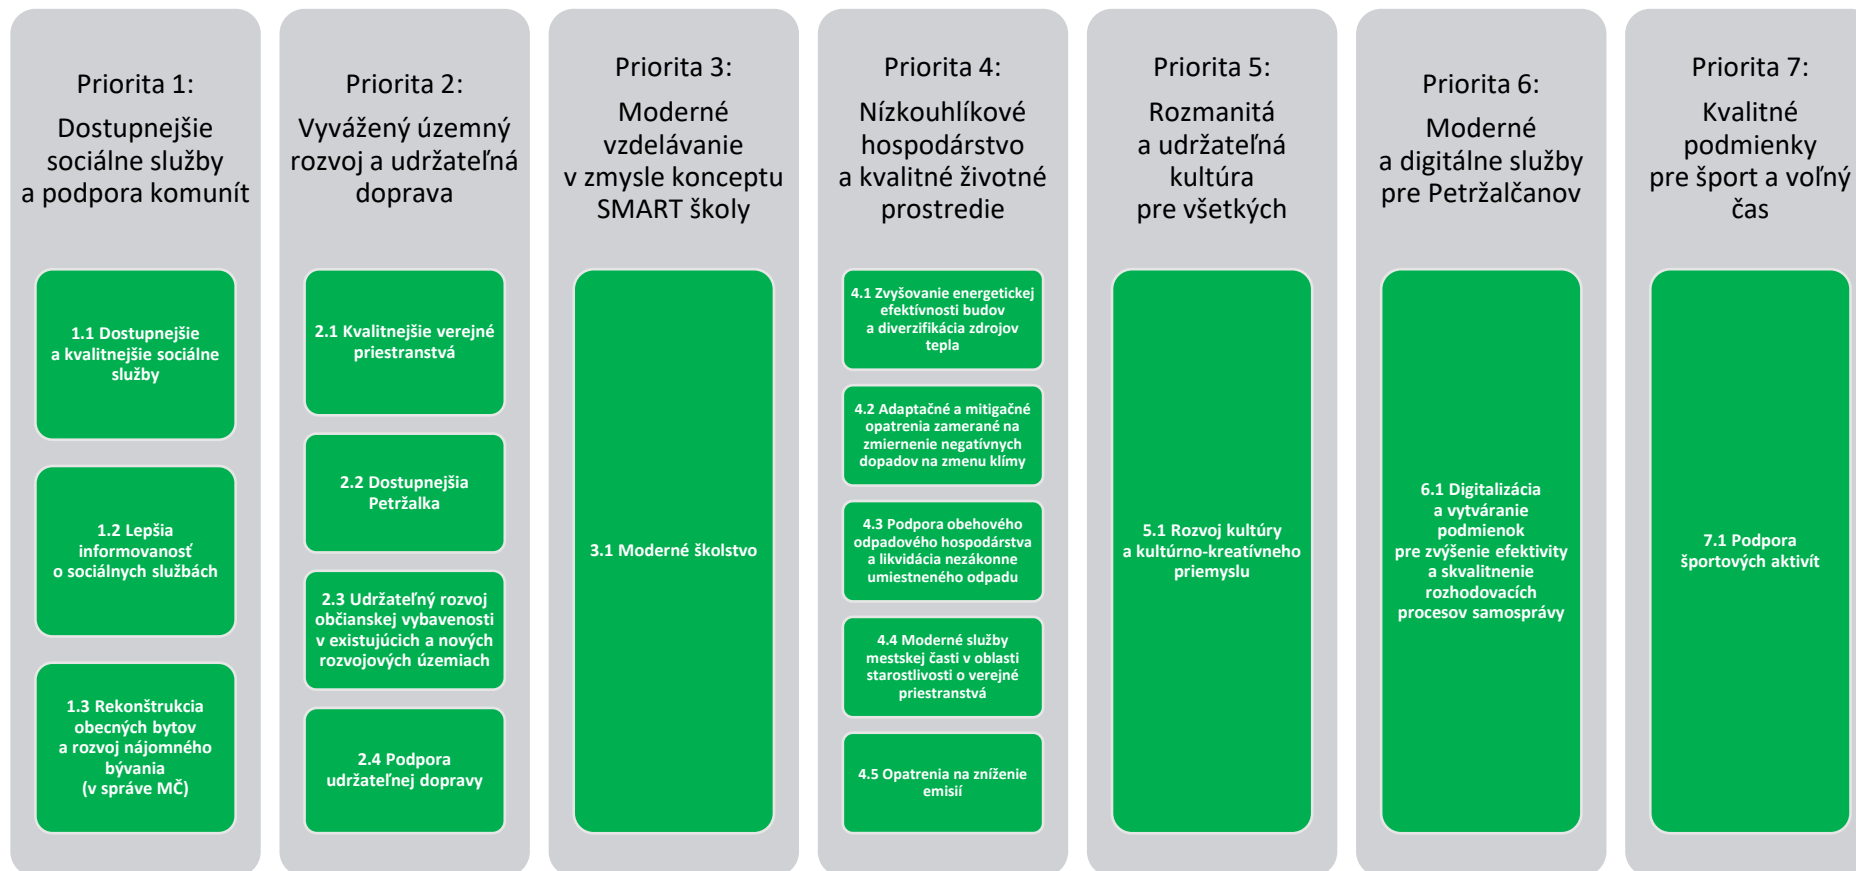 Priorita 1:
Dostupnejšie
sociálne služby
a podpora komunít
1.1 Dostupnejšie
a kvalitnejšie sociálne
služby
1.2 Lepšia
informovanosť
o sociálnych službách
1.3 Rekonštrukcia
obecných bytov
a rozvoj nájomného
bývania
(v správe MČ)
Priorita 2:
Vyvážený územný
rozvoj a udržateľná
doprava
2.1 Kvalitnejšie verejné
priestranstvá
2.2 Dostupnejšia
Petržalka
2.3 Udržateľný rozvoj
občianskej vybavenosti
v existujúcich a nových
rozvojových územiach
2.4 Podpora
udržateľnej dopravy
Priorita 3:
Moderné
vzdelávanie
v zmysle konceptu
SMART školy
3.1 Moderné školstvo
Priorita 4:
Nízkouhlíkové
hospodárstvo
a kvalitné životné
prostredie
4.1 Zvyšovanie energetickej
efektívnosti budov
a diverzifikácia zdrojov
tepla
4.2 Adaptačné a mitigačné
opatrenia zamerané na
zmiernenie negatívnych
dopadov na zmenu klímy
4.3 Podpora obehového
odpadového hospodárstva
a likvidácia nezákonne
umiestneného odpadu
4.4 Moderné služby
mestskej časti v oblasti
starostlivosti o verejné
priestranstvá
4.5 Opatrenia na zníženie
emisií
Priorita 5:
Rozmanitá
a udržateľná
kultúra
pre všetkých
5.1 Rozvoj kultúry
a kultúrno-kreatívneho
priemyslu
Priorita 6:
Moderné
a digitálne služby
pre Petržalčanov
6.1 Digitalizácia
a vytváranie
podmienok
pre zvýšenie efektivity
a skvalitnenie
rozhodovacích
procesov samosprávy
Priorita 7:
Kvalitné
podmienky
pre šport a voľný
čas
7.1 Podpora
športových aktivít